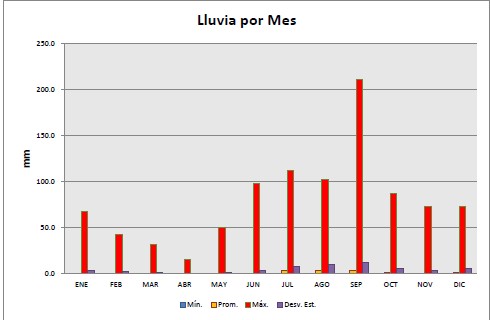 Lluvia por Mes
250.0
200.0
150.0
100.0
50.0
0.0
mm
ENE FEB MAR ABR MAY JUN JUL AGO SEP OCT NOV DIC
Mín. Prom. Máx. Desv. Est.